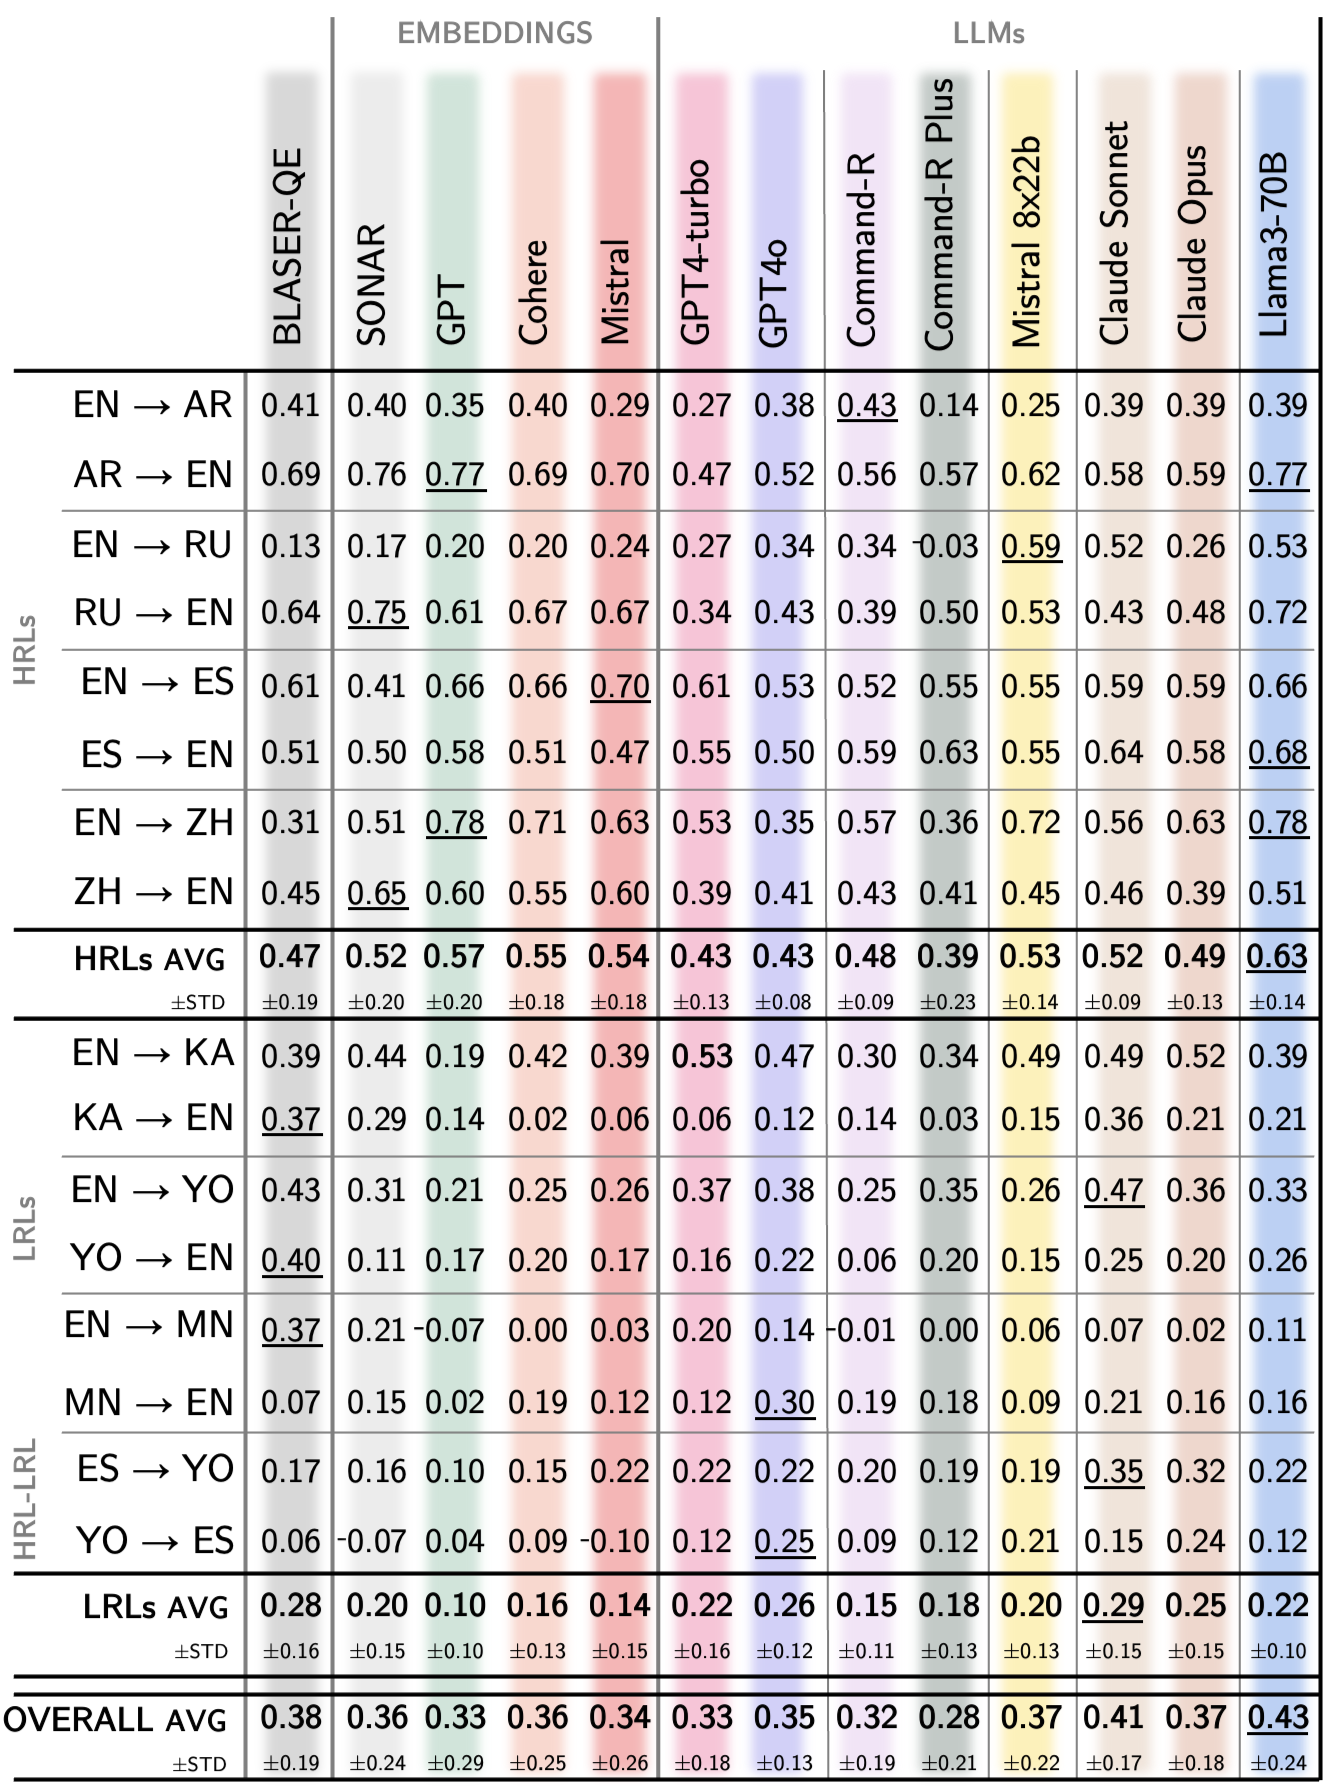 EMBEDDINGS LLMs
BLASER-QE SONAR GPT Cohere Mistral GPT4-turbo GPT4o Command-R Command-R Plus Mistral 8x22b Claude Sonnet Claude Opus Llama3-70B
HRLs
EN → AR 0.41 0.40 0.35 0.40 0.29 0.27 0.38 0.43 0.14 0.25 0.39 0.39 0.39
AR → EN 0.69 0.76 0.77 0.69 0.70 0.47 0.52 0.56 0.57 0.62 0.58 0.59 0.77
EN → RU 0.13 0.17 0.20 0.20 0.24 0.27 0.34 0.34 -0.03 0.59 0.52 0.26 0.53
RU → EN 0.64 0.75 0.61 0.67 0.67 0.34 0.43 0.39 0.50 0.53 0.43 0.48 0.72
EN → ES 0.61 0.41 0.66 0.66 0.70 0.61 0.53 0.52 0.55 0.55 0.59 0.59 0.66
ES → EN 0.51 0.50 0.58 0.51 0.47 0.55 0.50 0.59 0.63 0.55 0.64 0.58 0.68
EN → ZH 0.31 0.51 0.78 0.71 0.63 0.53 0.35 0.57 0.36 0.72 0.56 0.63 0.78
ZH → EN 0.45 0.65 0.60 0.55 0.60 0.39 0.41 0.43 0.41 0.45 0.46 0.39 0.51
HRLs AVG 0.47 0.52 0.57 0.55 0.54 0.43 0.43 0.48 0.39 0.53 0.52 0.49 0.63
±STD ±0.19 ±0.20 ±0.20 ±0.18 ±0.18 ±0.13 ±0.08 ±0.09 ±0.23 ±0.14 ±0.09 ±0.13 ±0.14
LRLs
EN → KA 0.39 0.44 0.19 0.42 0.39 0.53 0.47 0.30 0.34 0.49 0.49 0.52 0.39
KA → EN 0.37 0.29 0.14 0.02 0.06 0.06 0.12 0.14 0.03 0.15 0.36 0.21 0.21
EN → YO 0.43 0.31 0.21 0.25 0.26 0.37 0.38 0.25 0.35 0.26 0.47 0.36 0.33
YO → EN 0.40 0.11 0.17 0.20 0.17 0.16 0.22 0.06 0.20 0.15 0.25 0.20 0.26
EN → MN 0.37 0.21 -0.07 0.00 0.03 0.20 0.14 -0.01 0.00 0.06 0.07 0.02 0.11
MN → EN 0.07 0.15 0.02 0.19 0.12 0.12 0.30 0.19 0.18 0.09 0.21 0.16 0.16
HRL-LRL
ES → YO 0.17 0.16 0.10 0.15 0.22 0.22 0.22 0.20 0.19 0.19 0.35 0.32 0.22
YO → ES 0.06 -0.07 0.04 0.09 -0.10 0.12 0.25 0.09 0.12 0.21 0.15 0.24 0.12
LRLs AVG 0.28 0.20 0.10 0.16 0.14 0.22 0.26 0.15 0.18 0.20 0.29 0.25 0.22
±STD ±0.16 ±0.15 ±0.10 ±0.13 ±0.15 ±0.16 ±0.12 ±0.11 ±0.13 ±0.13 ±0.15 ±0.15 ±0.10
OVERALL AVG 0.38 0.36 0.33 0.36 0.34 0.33 0.35 0.32 0.28 0.37 0.41 0.37 0.43
±STD ±0.19 ±0.24 ±0.29 ±0.25 ±0.26 ±0.18 ±0.13 ±0.19 ±0.21 ±0.22 ±0.17 ±0.18 ±0.24